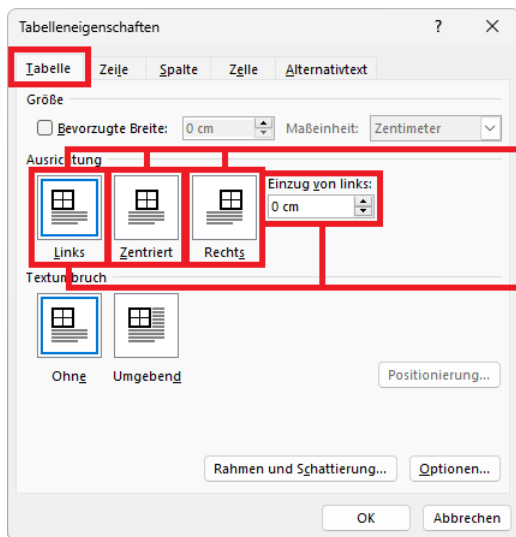 Tabelleneigenschaften ? ×
Tabelle Zeile Spalte Zelle Alternativtext
Größe
Bevorzugte Breite: 0 cm Maßeinheit: Zentimeter
Ausrichtung
Einzug von links:
0 cm
Links Zentriert Rechts
Textumbruch
Ohne Umgebend
Positionierung...
Rahmen und Schattierung... Optionen...
OK Abbrechen